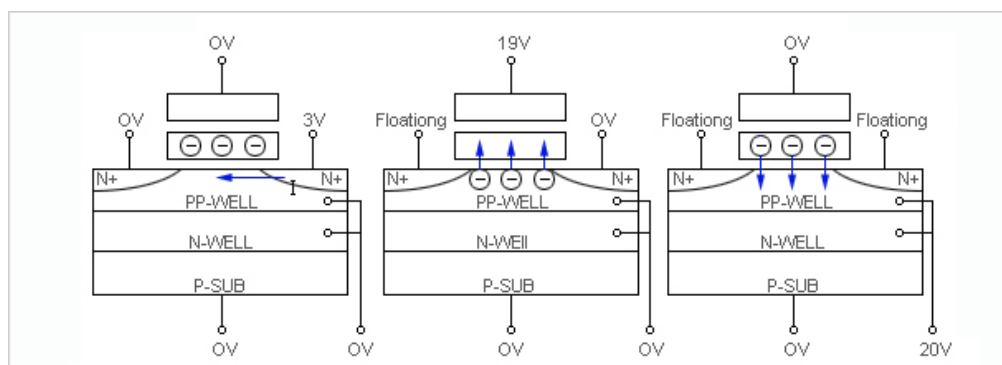 0V 19V 0V
0V 3V Floationg 0V Floationg Floationg
N+ I N+ N+ N+ N+ N+
PP-WELL PP-WELL PP-WELL
N-WELL N-WEll N-WELL
P-SUB P-SUB P-SUB
0V 0V 0V 0V 0V 20V